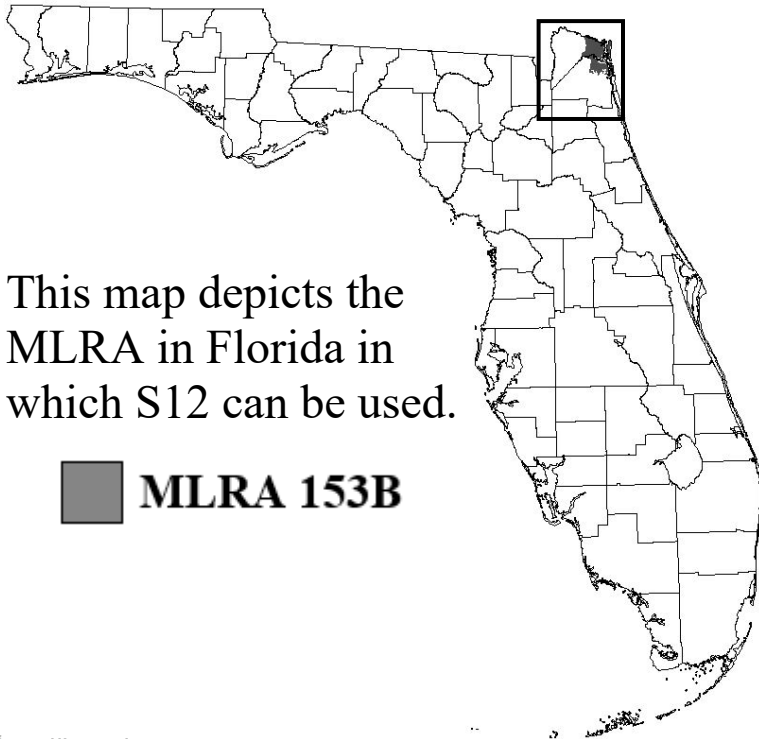 This map depicts the
MLRA in Florida in
which S12 can be used.
MLRA 153B